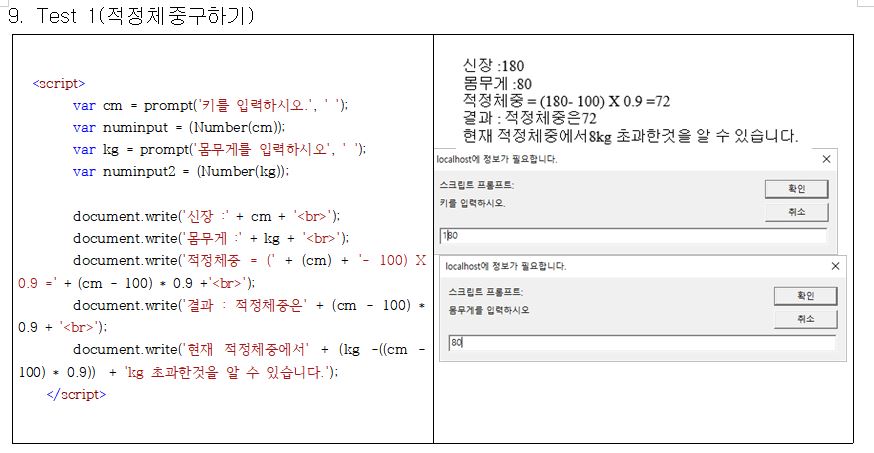 9. Test 1(적정체중구하기)
<script>
var cm = prompt('키를 입력하시오.', ' ');
var numinput = (Number(cm));
var kg = prompt('몸무게를 입력하시오', ' ');
var numinput2 = (Number(kg));
document.write('신장 :' + cm + '<br>');
document.write('몸무게 :' + kg + '<br>');
document.write('적정체중 = (' + (cm) + '- 100) X
0.9 =' + (cm - 100) * 0.9 +'<br>');
document.write('결과 : 적정체중은' + (cm - 100) *
0.9 + '<br>');
document.write('현재 적정체중에서' + (kg -((cm -
100) * 0.9)) + 'kg 초과한것을 알 수 있습니다.');
</script>
신장 :180
몸무게 :80
적정체중 = (180- 100) X 0.9 =72
결과 : 적정체중은72
현재 적정체중에서8kg 초과한것을 알 수 있습니다.
localhost에 정보가 필요합니다.
스크립트 프롬프트:
확인
키를 입력하시오.
취소
180
localhost에 정보가 필요합니다.
스크립트 프롬프트:
확인
몸무게를 입력하시오
취소
80